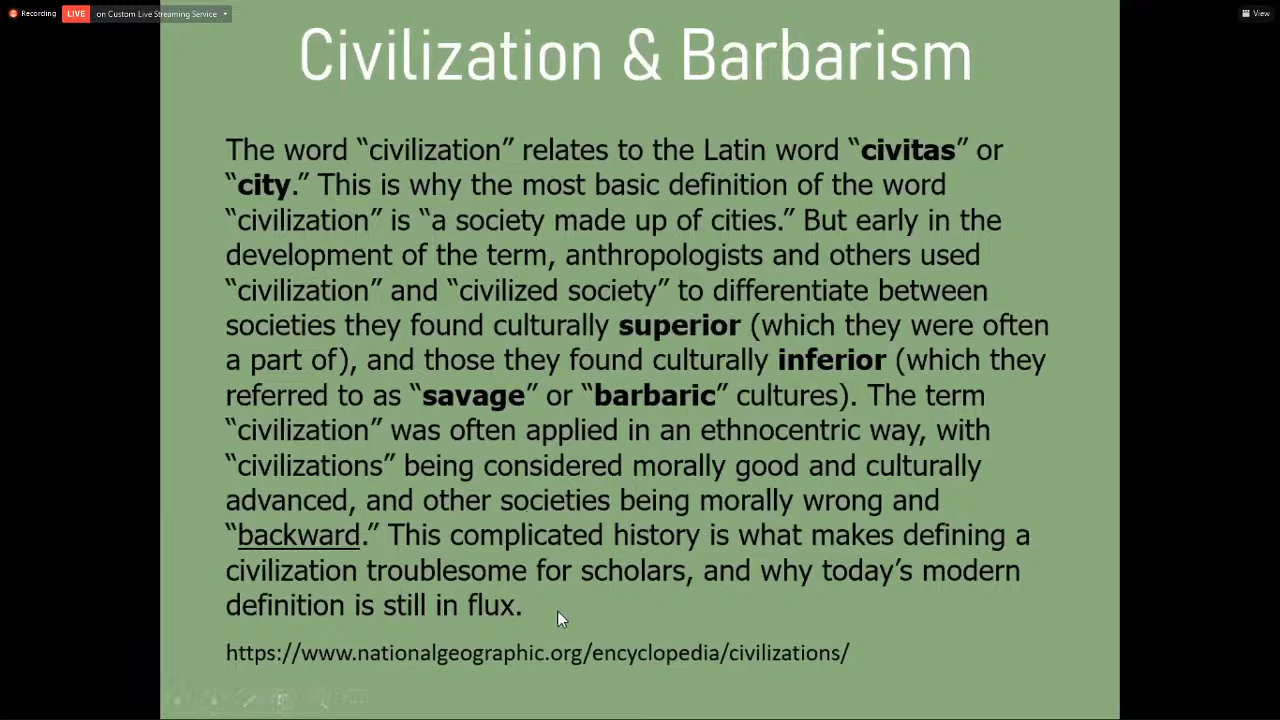 Recording LIVE on Custom Live Streaming Service View
Civilization & Barbarism
The word “civilization” relates to the Latin word “civitas” or
“city.” This is why the most basic definition of the word
“civilization” is “a society made up of cities.” But early in the
development of the term, anthropologists and others used
“civilization” and “civilized society” to differentiate between
societies they found culturally superior (which they were often
a part of), and those they found culturally inferior (which they
referred to as “savage” or “barbaric” cultures). The term
“civilization” was often applied in an ethnocentric way, with
“civilizations” being considered morally good and culturally
advanced, and other societies being morally wrong and
“backward.” This complicated history is what makes defining a
civilization troublesome for scholars, and why today’s modern
definition is still in flux.
https://www.nationalgeographic.org/encyclopedia/civilizations/